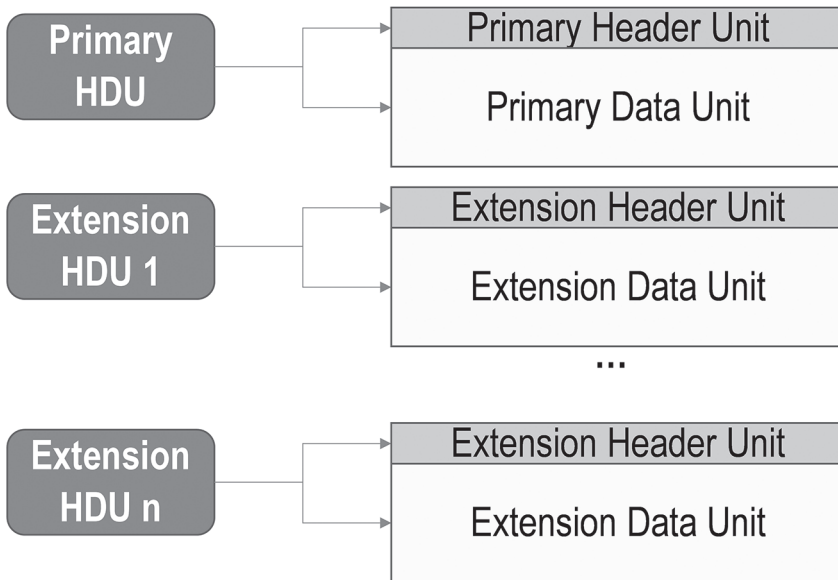 Primary
HDU
Primary Header Unit
Primary Data Unit
Extension
HDU 1
Extension Header Unit
Extension Data Unit
...
Extension
HDU n
Extension Header Unit
Extension Data Unit